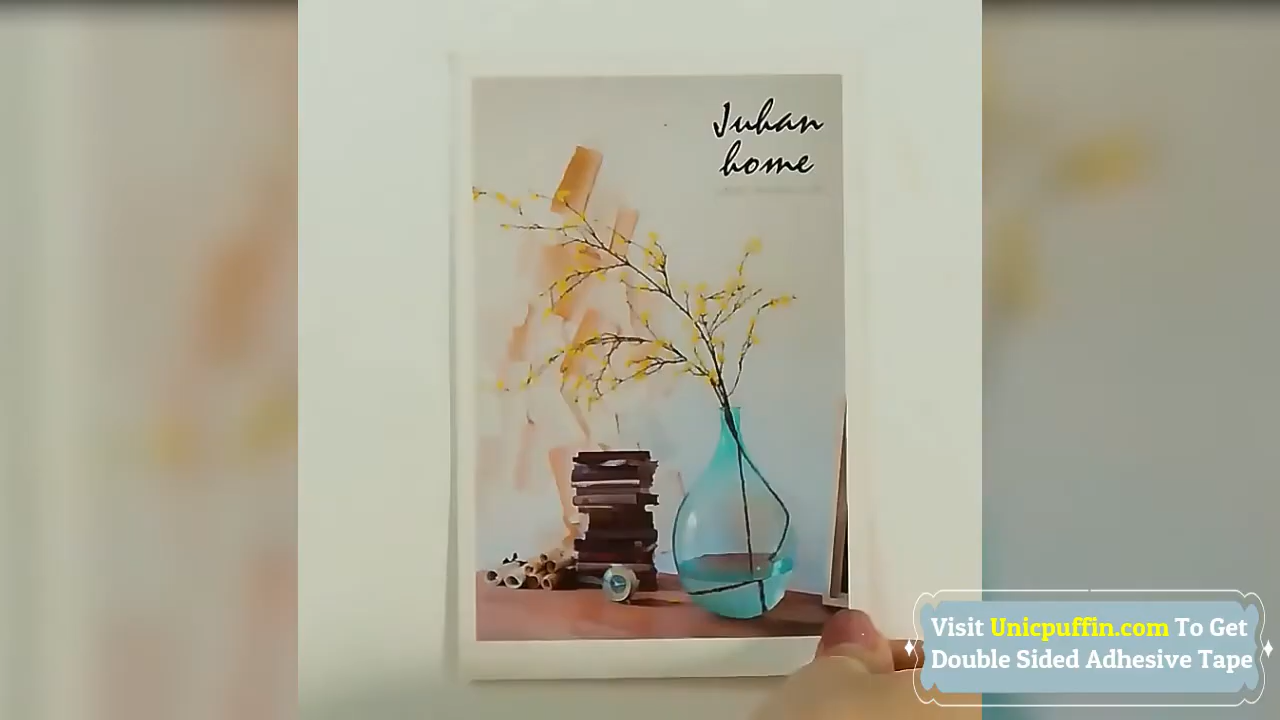 Juhan
home
Visit Unicpuffin.com To Get
Double Sided Adhesive Tape